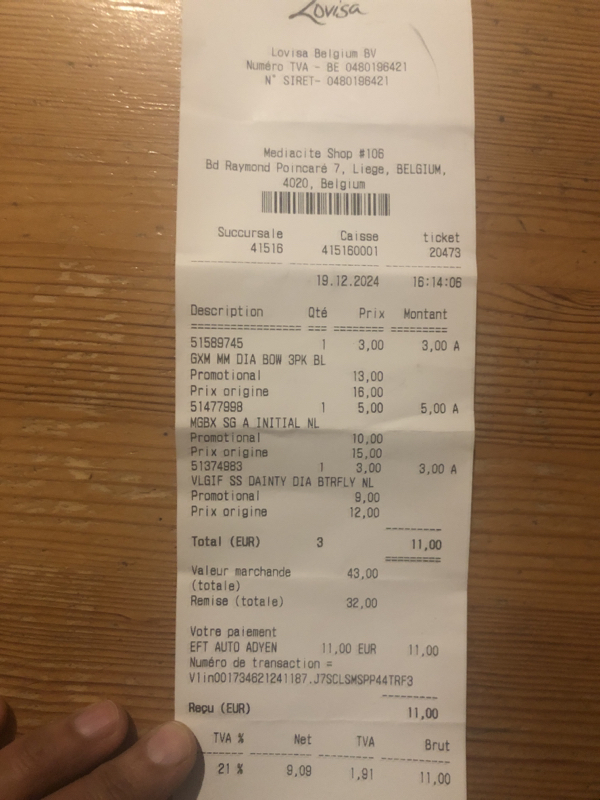 Lovisa
Lovisa Belgium BV
Numéro TVA - BE 0480196421
N° SIRET- 0480196421
Mediacite Shop #106
Bd Raymond Poincaré 7, Liege, BELGIUM,
4020, Belgium
Succursale Caisse ticket
41516 415160001 20473
19.12.2024 16:14:06
Description Qté Prix Montant
51589745 1 3,00 3,00 A
GXM MM DIA BOW 3PK BL
Promotional 13,00
Prix origine 16,00
51477998 1 5,00 5,00 A
MGBX SG A INITIAL NL
Promotional 10,00
Prix origine 15,00
51374983 1 3,00 3,00 A
VLGIF SS DAINTY DIA BTRFLY NL
Promotional 9,00
Prix origine 12,00
Total (EUR) 3 11,00
Valeur marchande 43,00
(totale)
Remise (totale) 32,00
Votre paiement
EFT AUTO ADYEN 11,00 EUR 11,00
Numéro de transaction =
V1in001734621241187.J7SCLSMSPP44TRF3
Reçu (EUR) 11,00
TVA % Net TVA Brut
21 % 9,09 1,91 11,00